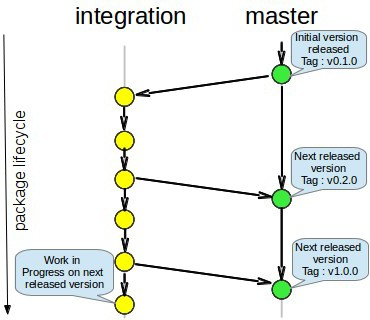 integration
master
Initial version
released
Tag : v0.1.0
package lifecycle
Next released
version
Tag : v0.2.0
Next released
version
Tag : v1.0.0
Work in
Progress on next
released version